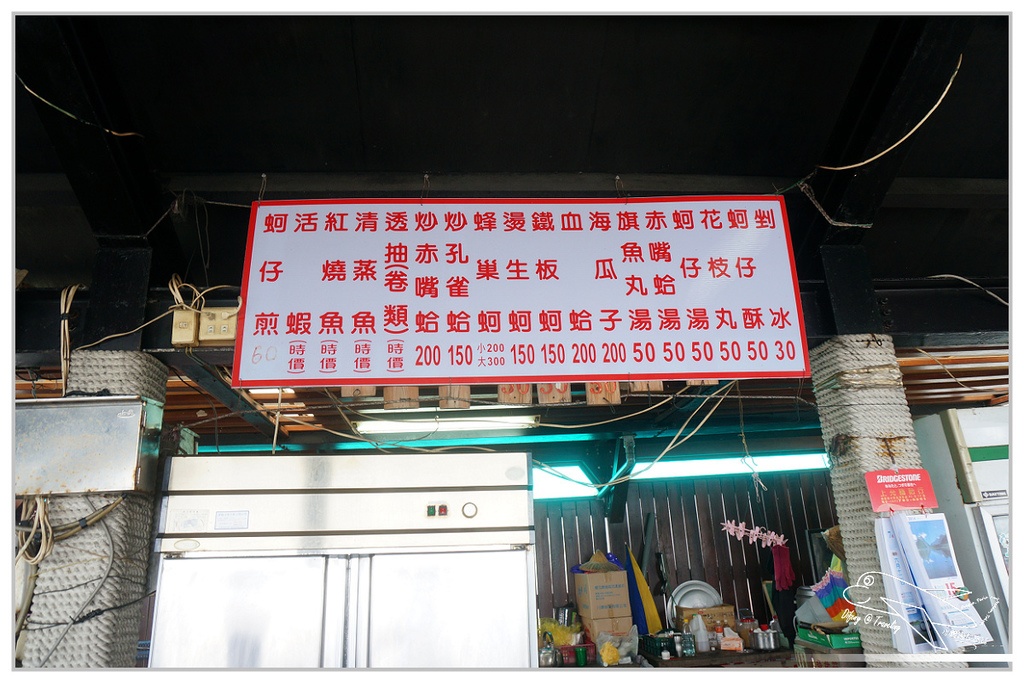 蚵仔煎 60
活蝦 (時價)
紅燒魚 (時價)
清蒸魚 (時價)
透抽(卷)類 (時價)
炒赤嘴蛤 200
炒孔雀蛤 150
蜂巢蚵 小200 大300
燙生蚵 150
鐵板蚵 150
血蛤 200
海瓜子 200
旗魚丸湯 50
赤嘴蛤湯 50
蚵仔湯 50
花枝丸 50
蚵仔酥 50
剉冰 30
BRIDGESTONE
15